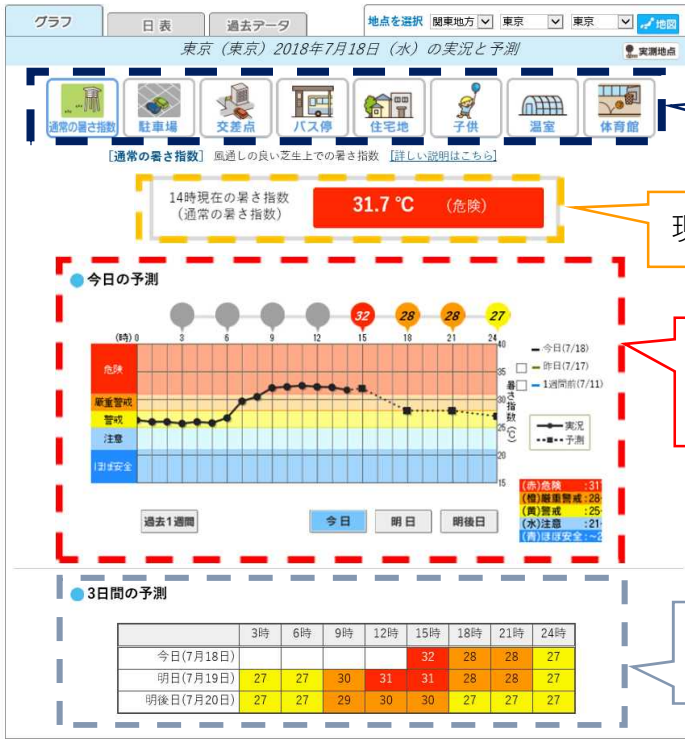 グラフ 日表 過去データ 地点を選択 関東地方 東京 東京 地図
東京（東京）2018年7月18日（水）の実況と予測 実測地点
通常の暑さ指数 駐車場 交差点 バス停 住宅地 子供 温室 体育館
[通常の暑さ指数] 風通しの良い芝生上での暑さ指数 [詳しい説明はこちら]
14時現在の暑さ指数
（通常の暑さ指数）
31.7 ℃ （危険）
今日の予測
32 28 28 27
(時) 0 3 6 9 12 15 18 21 24
危険
厳重警戒
警戒
注意
ほぼ安全
40
35
30
25
20
15
暑さ指数(℃)
今日(7/18)
昨日(7/17)
1週間前(7/11)
実況
予測
(赤)危険 :31
(橙)厳重警戒:28
(黄)警戒 :25
(水)注意 :21
(青)ほぼ安全:~2
過去1週間 今日 明日 明後日
3日間の予測
3時 6時 9時 12時 15時 18時 21時 24時
今日(7月18日) 32 28 28 27
明日(7月19日) 27 27 30 31 31 28 28 27
明後日(7月20日) 27 27 29 30 30 27 27 27